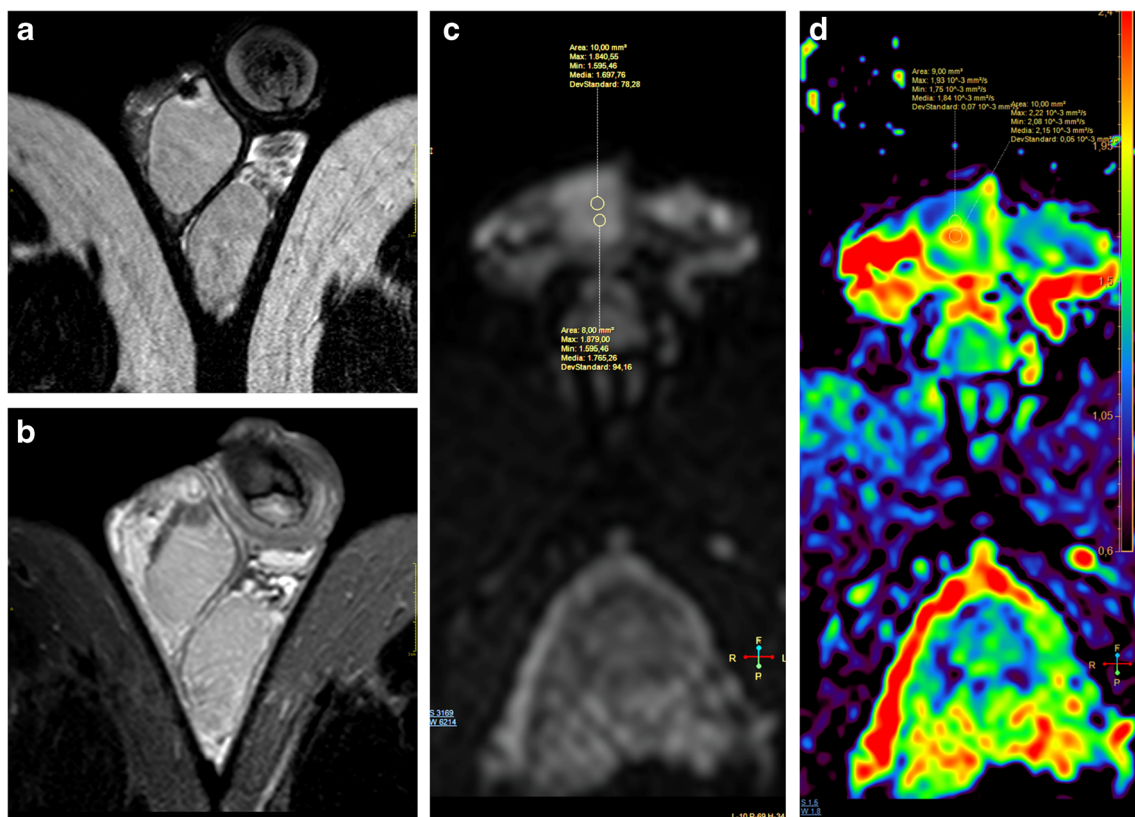 a
b
c
Area: 10,00 mm²
Max: 1.840,55
Min: 1.595,46
Media: 1.697,76
DevStandard: 78,28
Area: 8,00 mm²
Max: 1.879,00
Min: 1.595,46
Media: 1.765,26
DevStandard: 94,16
F
R
L
P
S 3169
W 6214
d
2,4
Area: 9,00 mm²
Max: 1,93 10^-3 mm²/s
Min: 1,75 10^-3 mm²/s
Media: 1,84 10^-3 mm²/s
DevStandard: 0,07 10^-3 mm²/s
Area: 10,00 mm²
Max: 2,22 10^-3 mm²/s
Min: 2,08 10^-3 mm²/s
Media: 2,15 10^-3 mm²/s
DevStandard: 0,05 10^-3 mm²/s
1,95
1,5
1,05
0,6
F
R
P
S 1.5
W 1.8